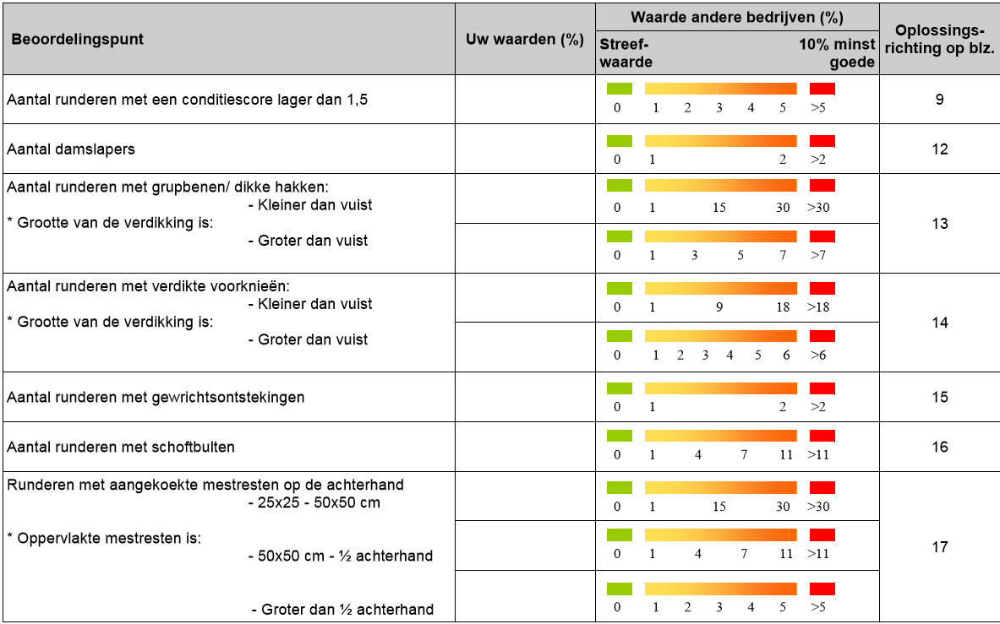 Beoordelingspunt
Uw waarden (%)
Waarde andere bedrijven (%)
Streef-
waarde
10% minst
goede
Oplossings-
richting op blz.
Aantal runderen met een conditiescore lager dan 1,5
0 1 2 3 4 5 >5
9
Aantal damslapers
0 1 2 >2
12
Aantal runderen met grupbenen/ dikke hakken:
- Kleiner dan vuist
0 1 15 30 >30
* Grootte van de verdikking is:
- Groter dan vuist
0 1 3 5 7 >7
13
Aantal runderen met verdikte voorknieën:
- Kleiner dan vuist
0 1 9 18 >18
* Grootte van de verdikking is:
- Groter dan vuist
0 1 2 3 4 5 6 >6
14
Aantal runderen met gewrichtsontstekingen
0 1 2 >2
15
Aantal runderen met schoftbulten
0 1 4 7 11 >11
16
Runderen met aangekoekte mestresten op de achterhand
- 25x25 - 50x50 cm
0 1 15 30 >30
* Oppervlakte mestresten is:
- 50x50 cm - ½ achterhand
0 1 4 7 11 >11
- Groter dan ½ achterhand
0 1 2 3 4 5 >5
17